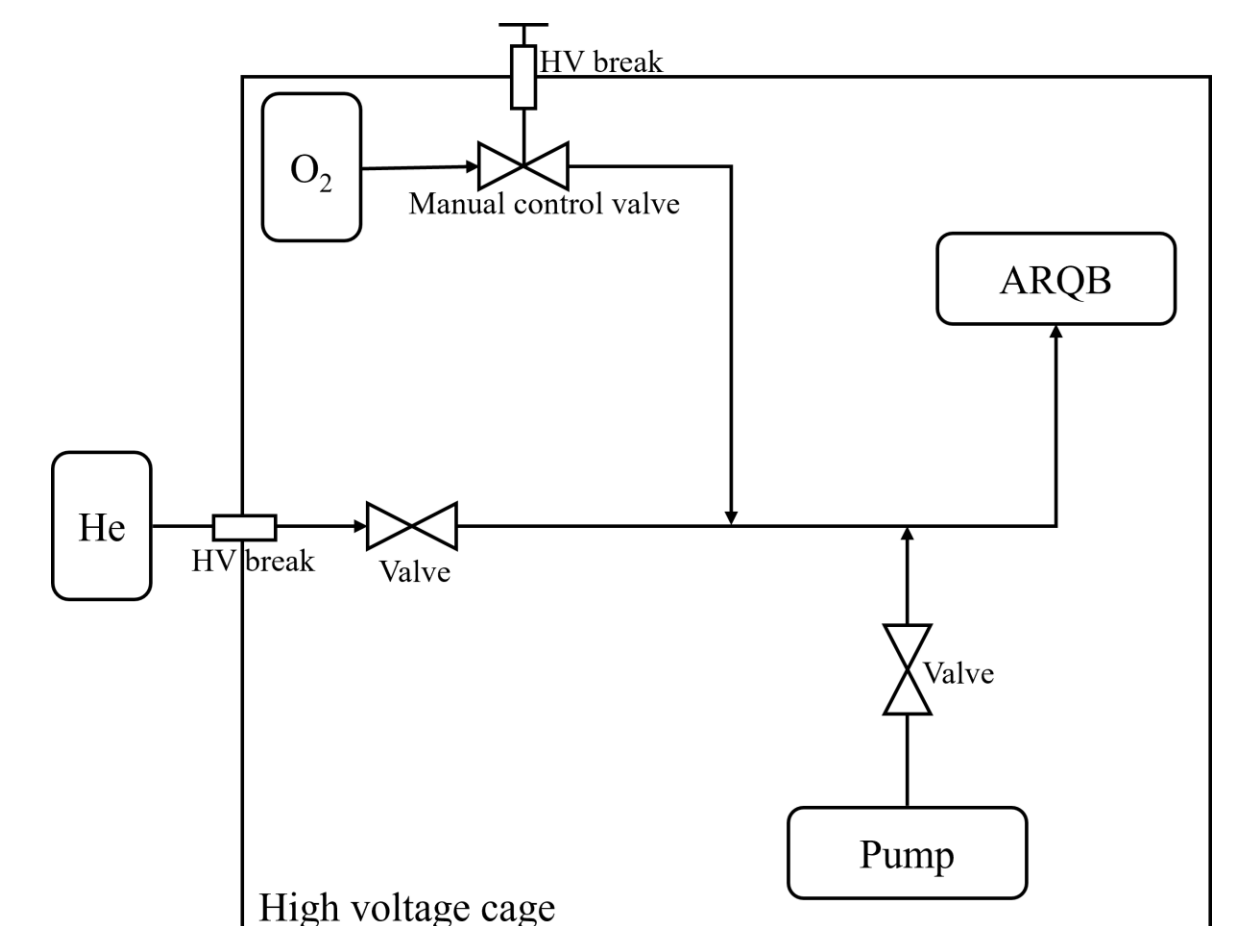 HV break
O₂
Manual control valve
ARQB
He
HV break
Valve
Valve
Pump
High voltage cage